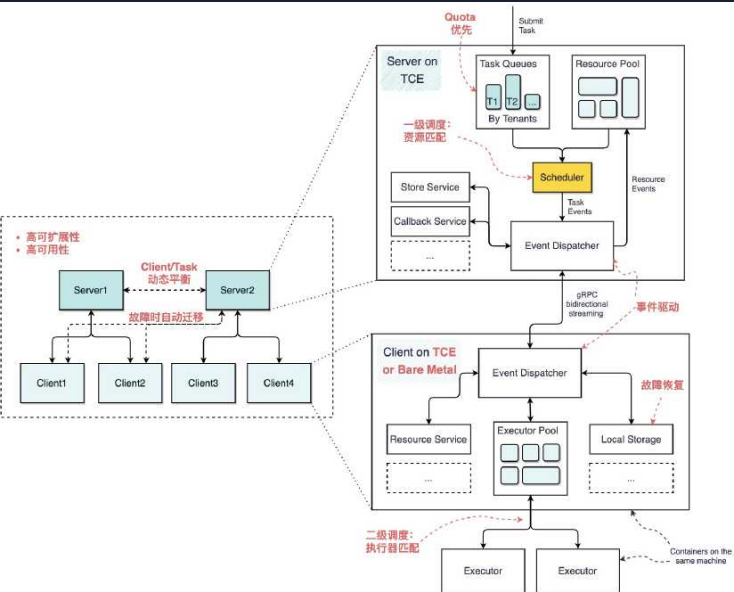 • 高可扩展性
• 高可用性
Client/Task
动态平衡
Server1
Server2
故障时自动迁移
Client1
Client2
Client3
Client4
Quota
优先
Submit
Task
Server on
TCE
Task Queues
T1
T2
...
By Tenants
Resource Pool
一级调度：
资源匹配
Scheduler
Task
Events
Resource
Events
Store Service
Callback Service
...
Event Dispatcher
gRPC
bidirectional
streaming
事件驱动
Client on TCE
or Bare Metal
Event Dispatcher
故障恢复
Resource Service
...
Executor Pool
Local Storage
...
二级调度：
执行器匹配
Executor
Executor
Containers on the
same machine